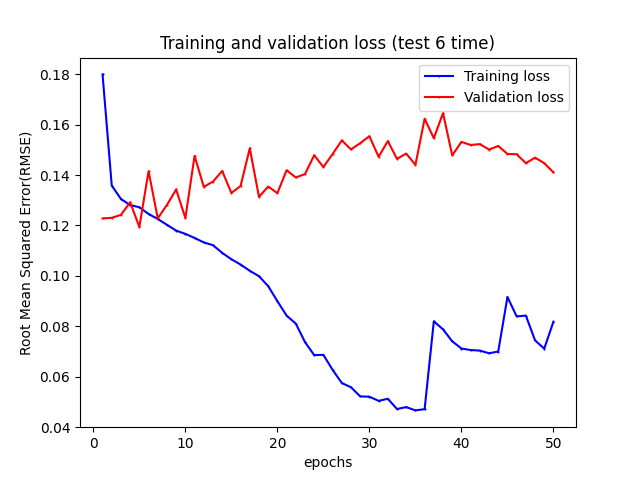 Training and validation loss (test 6 time)
Training loss
Validation loss
0.18
0.16
0.14
0.12
0.10
0.08
0.06
0.04
Root Mean Squared Error(RMSE)
0
10
20
30
40
50
epochs